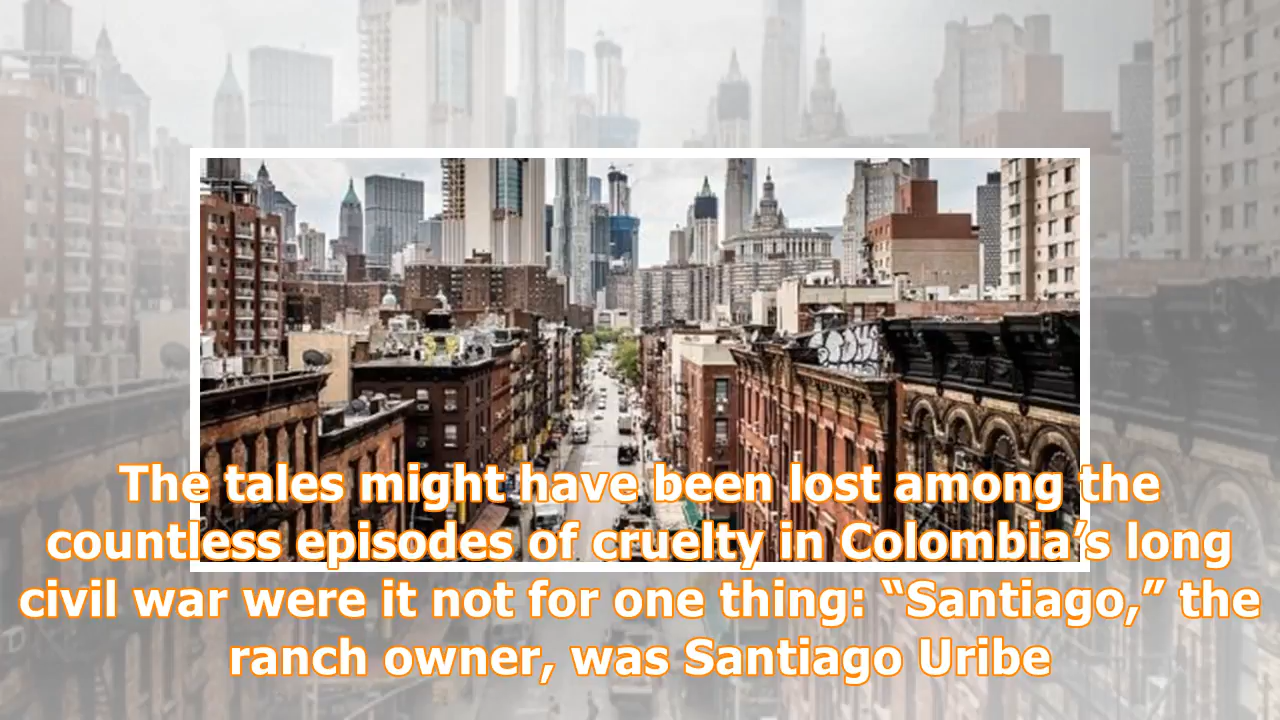 The tales might have been lost among the
countless episodes of cruelty in Colombia’s long
civil war were it not for one thing: “Santiago,” the
ranch owner, was Santiago Uribe